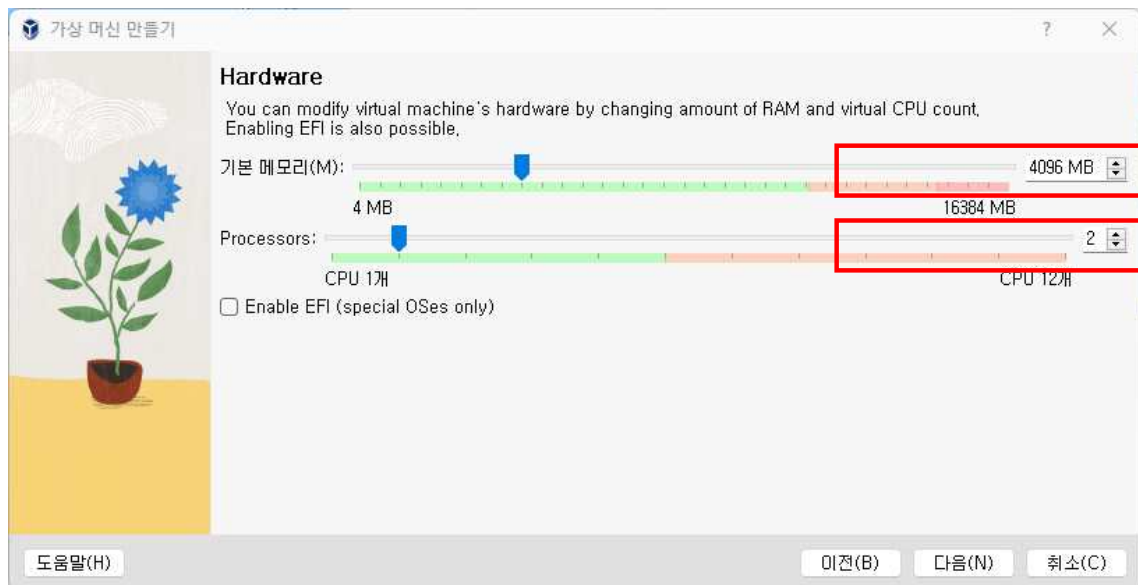 가상 머신 만들기
?
Hardware
You can modify virtual machine's hardware by changing amount of RAM and virtual CPU count,
Enabling EFI is also possible,
기본 메모리(M):
4096 MB
4 MB
16384 MB
Processors:
2
CPU 1개
CPU 12개
Enable EFI (special OSes only)
도움말(H)
이전(B)
다음(N)
취소(C)